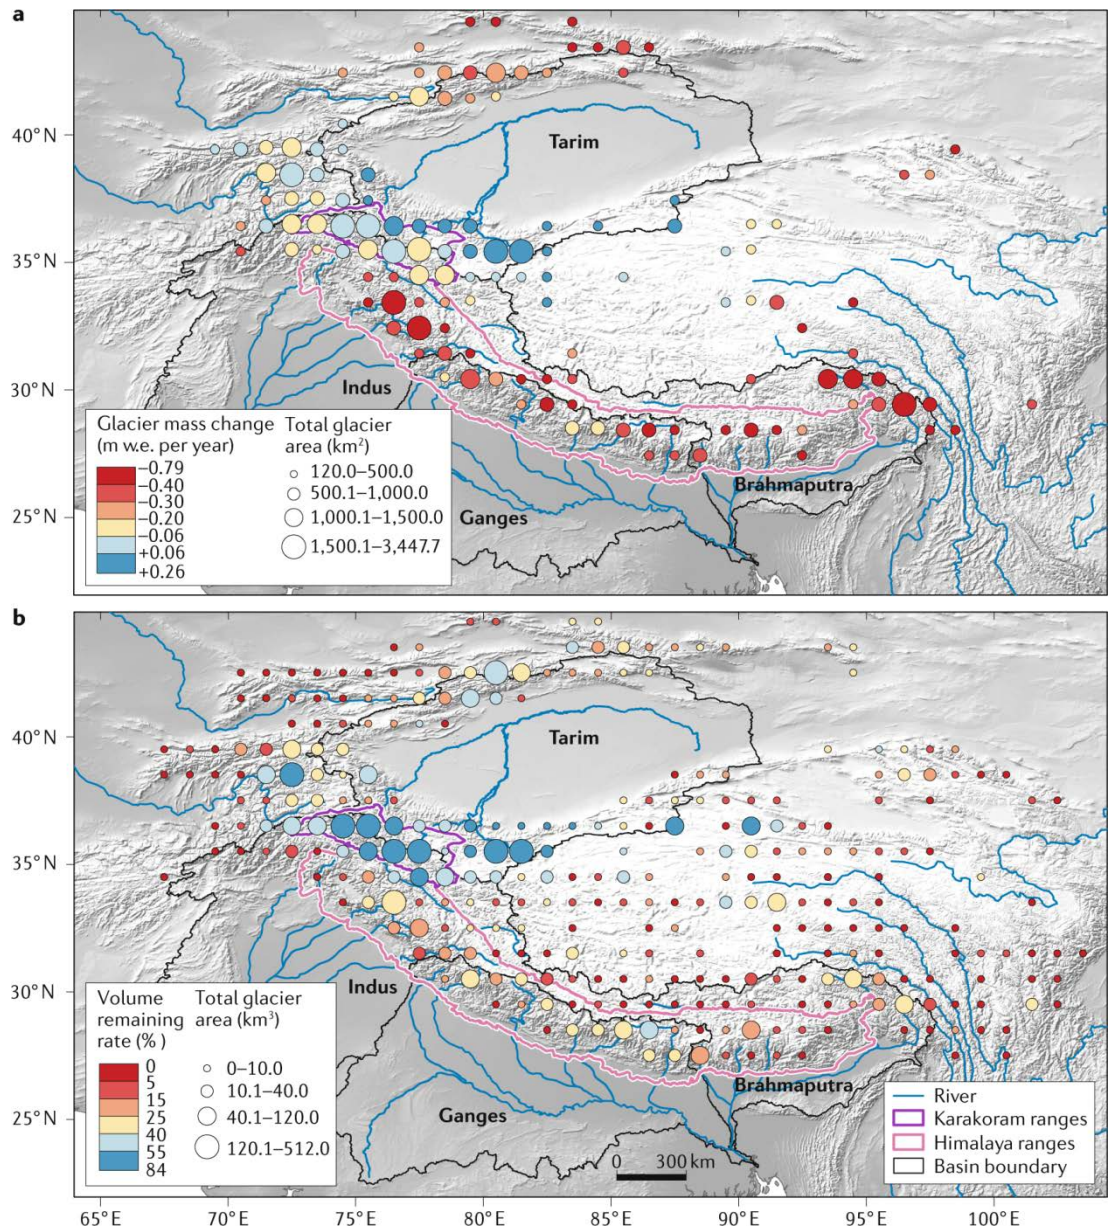 a
40° N
35° N
30° N
25° N
Tarim
Indus
Ganges
Brahmaputra
Glacier mass change
(m w.e. per year)
−0.79
−0.40
−0.30
−0.20
−0.06
+0.06
+0.26
Total glacier
area (km²)
120.0–500.0
500.1–1,000.0
1,000.1–1,500.0
1,500.1–3,447.7
b
40° N
35° N
30° N
25° N
Tarim
Indus
Ganges
Brahmaputra
Volume
remaining
rate (%)
0
5
15
25
40
55
84
Total glacier
area (km³)
0–10.0
10.1–40.0
40.1–120.0
120.1–512.0
0 300 km
River
Karakoram ranges
Himalaya ranges
Basin boundary
65° E 70° E 75° E 80° E 85° E 90° E 95° E 100° E